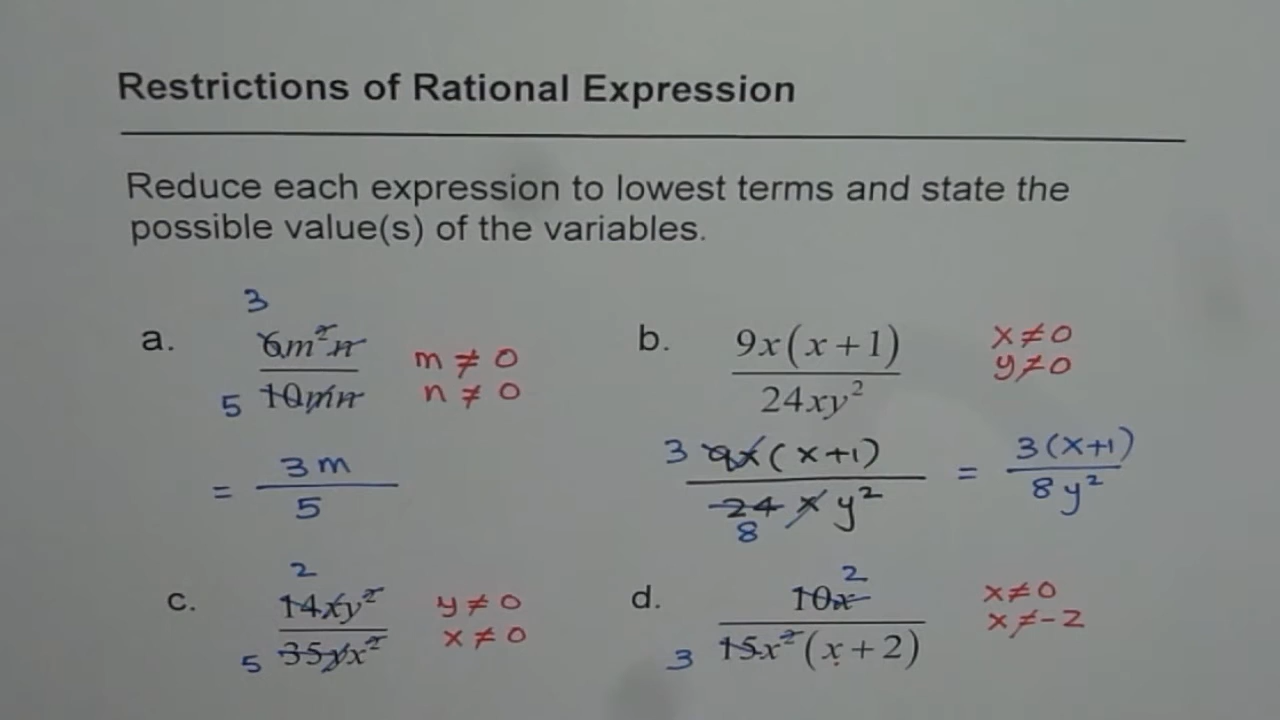 Restrictions of Rational Expression
Reduce each expression to lowest terms and state the
possible value(s) of the variables.
3
a. 6m²n / 10mn m ≠ 0
5 n ≠ 0
= 3m / 5
b. 9x(x+1) / 24xy² x ≠ 0
y ≠ 0
3 9x(x+1) / 24xy² = 3(x+1) / 8y²
8
2
c. 14xy² / 35yx² y ≠ 0
5 x ≠ 0
2
d. 10x / 15x²(x+2) x ≠ 0
3 x ≠ -2